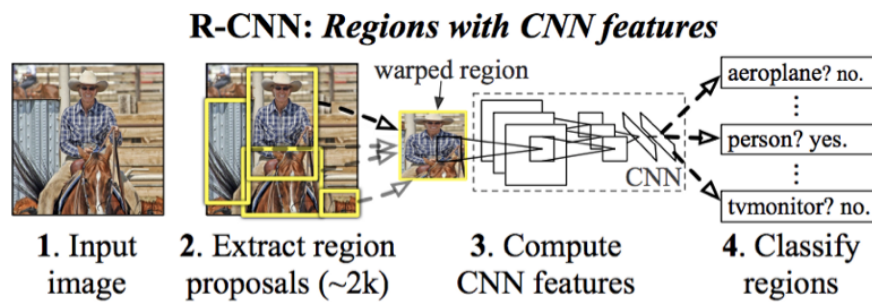 R-CNN: Regions with CNN features
warped region
aeroplane? no.
⋮
person? yes.
⋮
tvmonitor? no.
CNN
1. Input
image
2. Extract region
proposals (~2k)
3. Compute
CNN features
4. Classify
regions